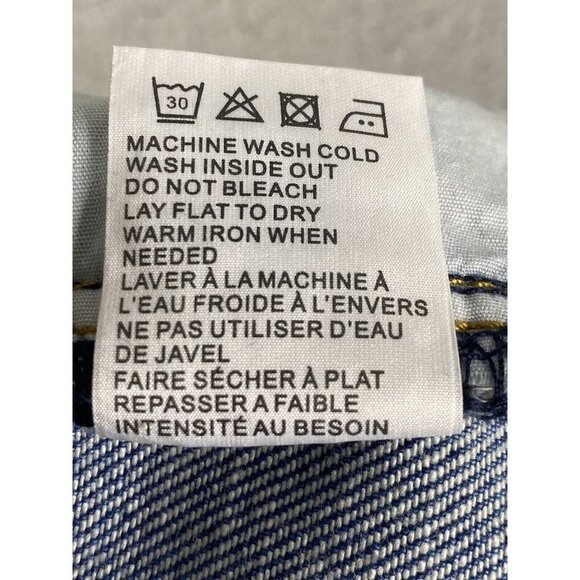 30
MACHINE WASH COLD
WASH INSIDE OUT
DO NOT BLEACH
LAY FLAT TO DRY
WARM IRON WHEN
NEEDED
LAVER À LA MACHINE À
L'EAU FROIDE À L'ENVERS
NE PAS UTILISER D'EAU
DE JAVEL
FAIRE SÉCHER À PLAT
REPASSER A FAIBLE
INTENSITÉ AU BESOIN